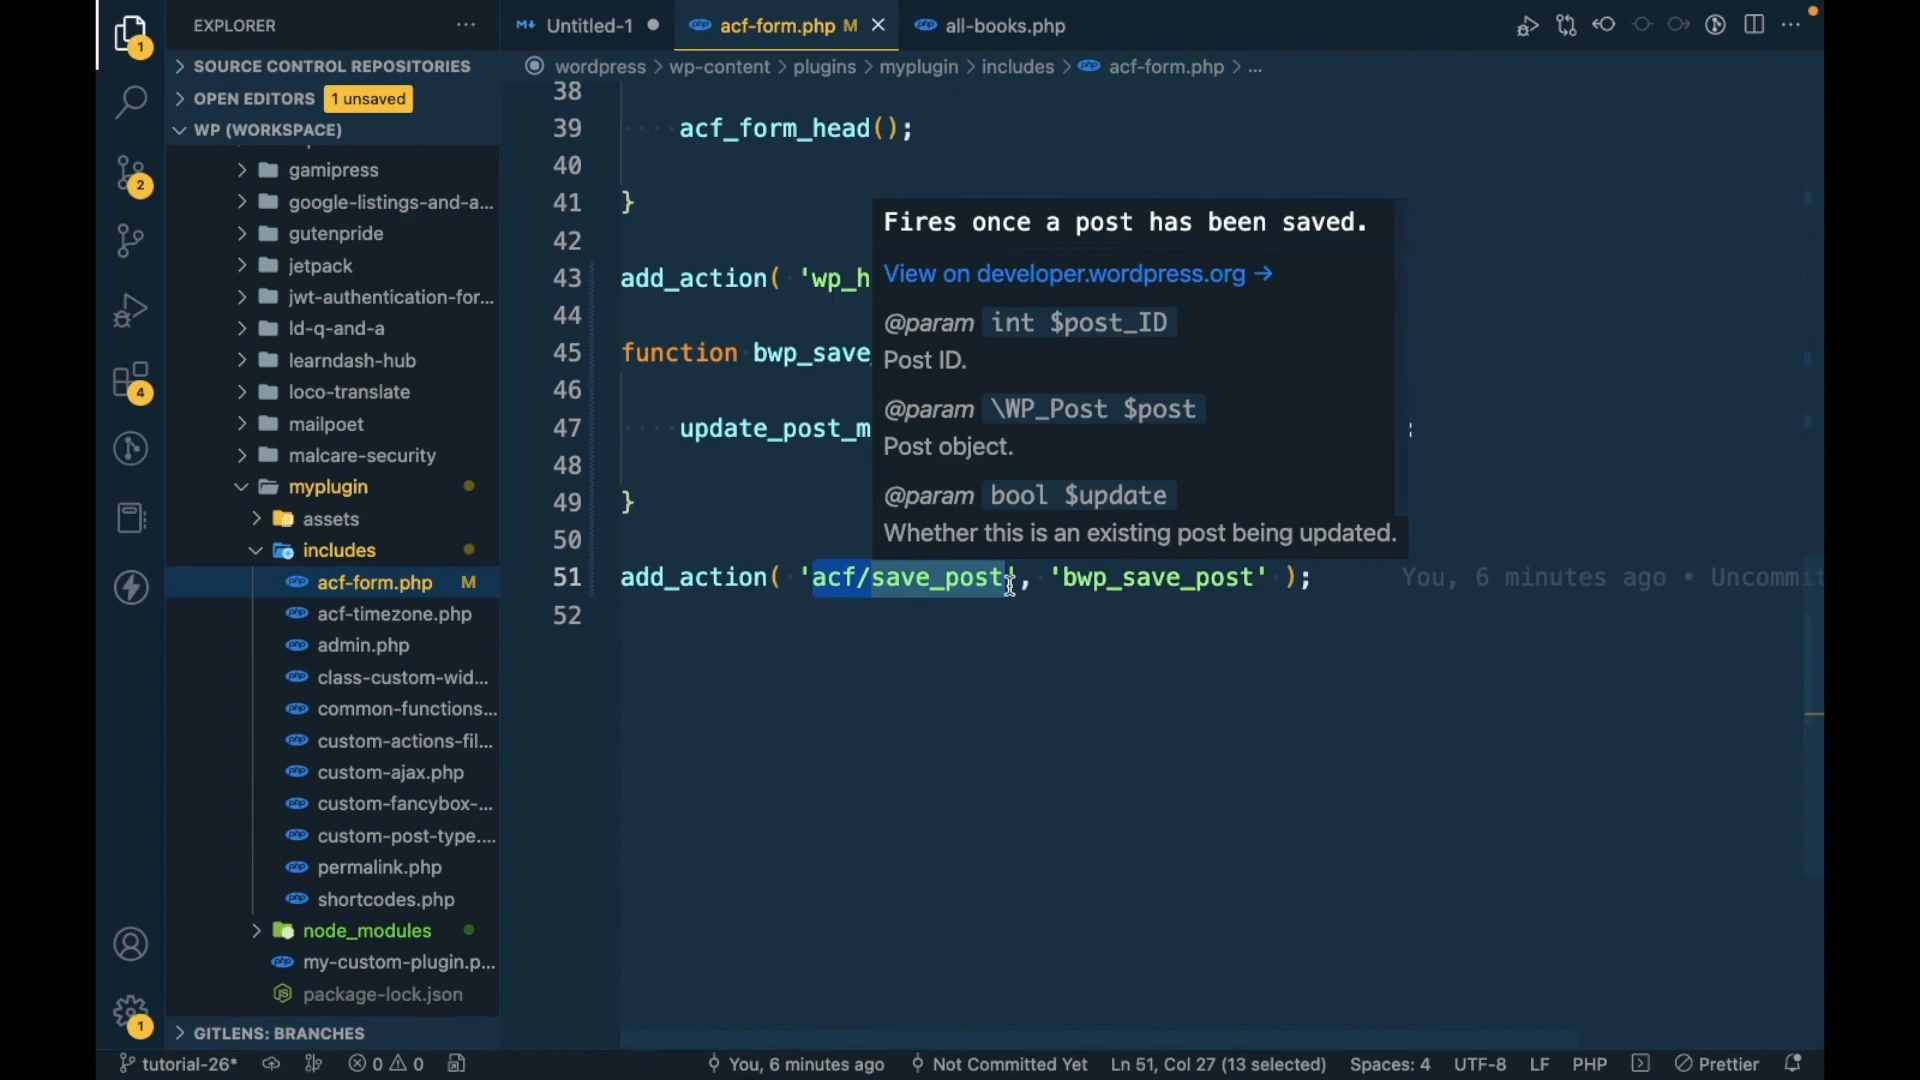 EXPLORER
Untitled-1
acf-form.php M
all-books.php
SOURCE CONTROL REPOSITORIES
OPEN EDITORS 1 unsaved
WP (WORKSPACE)
gamipress
google-listings-and-a...
gutenpride
jetpack
jwt-authentication-for...
ld-q-and-a
learndash-hub
loco-translate
mailpoet
malcare-security
myplugin
assets
includes
acf-form.php M
acf-timezone.php
admin.php
class-custom-wid...
common-functions...
custom-actions-fil...
custom-ajax.php
custom-fancybox-...
custom-post-type....
permalink.php
shortcodes.php
node_modules
my-custom-plugin.p...
package-lock.json
GITLENS: BRANCHES
1
2
4
1
wordpress > wp-content > plugins > myplugin > includes > acf-form.php > ...
38
39 acf_form_head();
40
41 }
42
43 add_action( 'wp_h
44
45 function bwp_save_
46
47 update_post_m
48
49 }
50
51 add_action( 'acf/save_post', 'bwp_save_post' ); You, 6 minutes ago • Uncommit
52
Fires once a post has been saved.
View on developer.wordpress.org →
@param int $post_ID
Post ID.
@param \WP_Post $post
Post object.
@param bool $update
Whether this is an existing post being updated.
tutorial-26* 0 0 You, 6 minutes ago Not Committed Yet Ln 51, Col 27 (13 selected) Spaces: 4 UTF-8 LF PHP Prettier